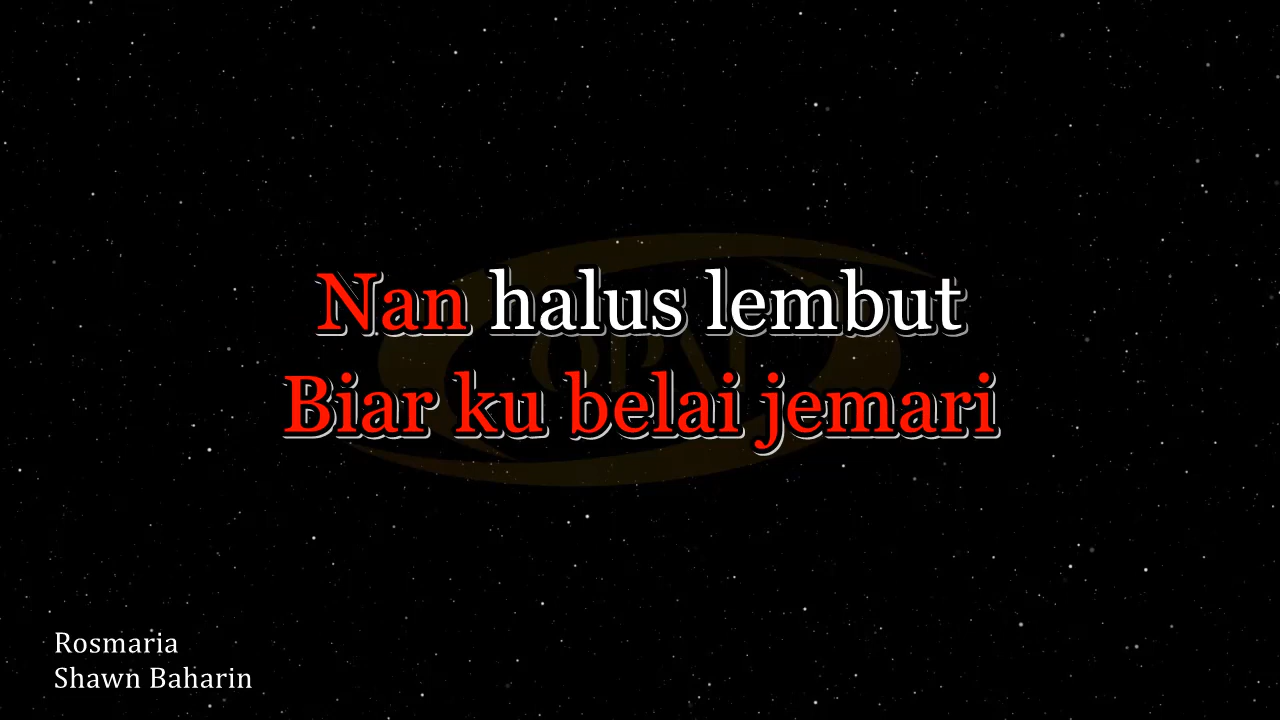 Nan halus lembut
Biar ku belai jemari
Rosmaria
Shawn Baharin